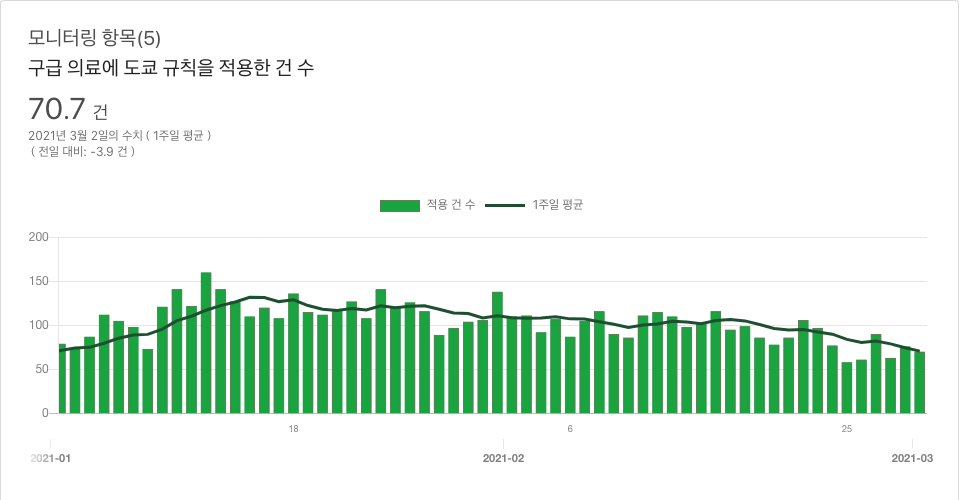 모니터링 항목(5)
구급 의료에 도쿄 규칙을 적용한 건 수
70.7 건
2021년 3월 2일의 수치 ( 1주일 평균 )
( 전일 대비: -3.9 건 )
적용 건 수 1주일 평균
200
150
100
50
0
18 6 25
2021-01 2021-02 2021-03